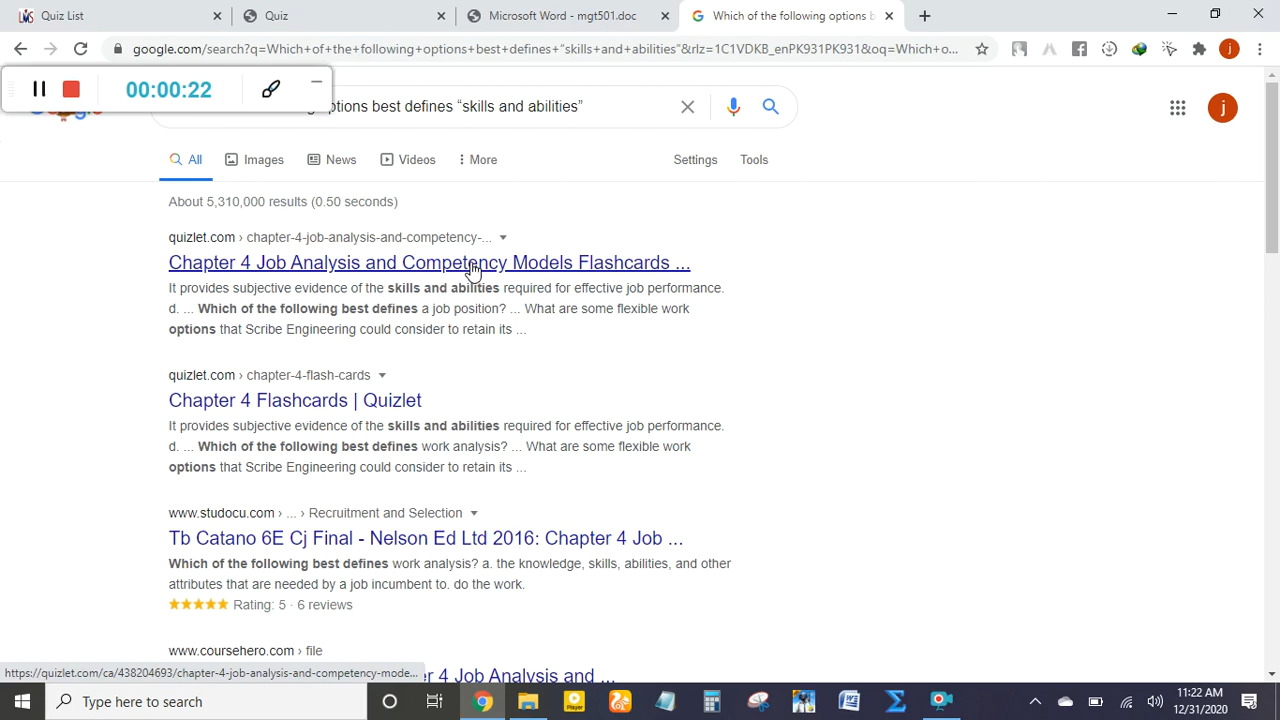 Quiz List
Quiz
Microsoft Word - mgt501.doc
Which of the following options b
google.com/search?q=Which+of+the+following+options+best+defines+“skills+and+abilities”&rlz=1C1VDKB_enPK931PK931&oq=Which+o...
j
00:00:22
options best defines “skills and abilities”
j
All
Images
News
Videos
More
Settings
Tools
About 5,310,000 results (0.50 seconds)
quizlet.com › chapter-4-job-analysis-and-competency-...
Chapter 4 Job Analysis and Competency Models Flashcards ...
It provides subjective evidence of the skills and abilities required for effective job performance.
d. ... Which of the following best defines a job position? ... What are some flexible work
options that Scribe Engineering could consider to retain its ...
quizlet.com › chapter-4-flash-cards
Chapter 4 Flashcards | Quizlet
It provides subjective evidence of the skills and abilities required for effective job performance.
d. ... Which of the following best defines work analysis? ... What are some flexible work
options that Scribe Engineering could consider to retain its ...
www.studocu.com › ... › Recruitment and Selection
Tb Catano 6E Cj Final - Nelson Ed Ltd 2016: Chapter 4 Job ...
Which of the following best defines work analysis? a. the knowledge, skills, abilities, and other
attributes that are needed by a job incumbent to. do the work.
Rating: 5 · 6 reviews
www.coursehero.com › file
4 Job Analysis and ...
https://quizlet.com/ca/438204693/chapter-4-job-analysis-and-competency-mode...
Type here to search
11:22 AM
12/31/2020